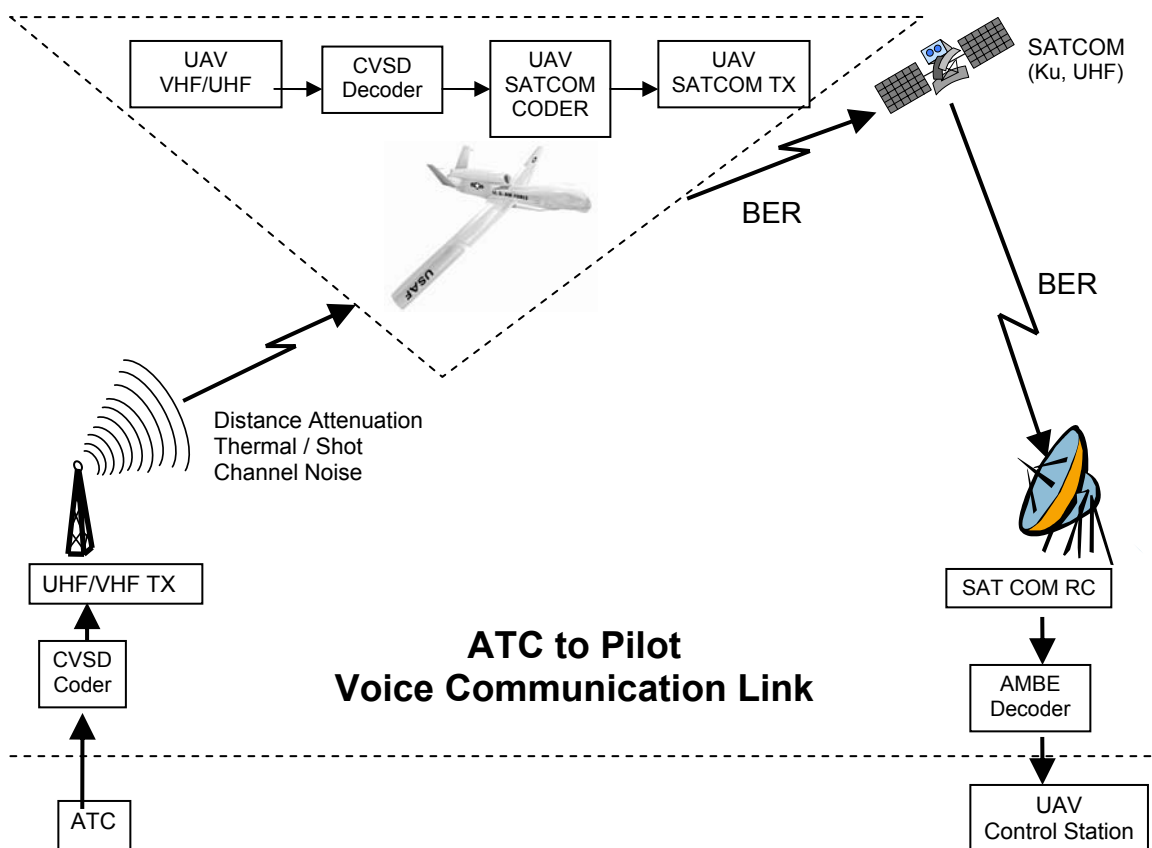 UAV
VHF/UHF
CVSD
Decoder
UAV
SATCOM
CODER
UAV
SATCOM TX
SATCOM
(Ku, UHF)
U.S. AIR FORCE
USAF
BER
BER
Distance Attenuation
Thermal / Shot
Channel Noise
UHF/VHF TX
CVSD
Coder
ATC
ATC to Pilot
Voice Communication Link
SAT COM RC
AMBE
Decoder
UAV
Control Station